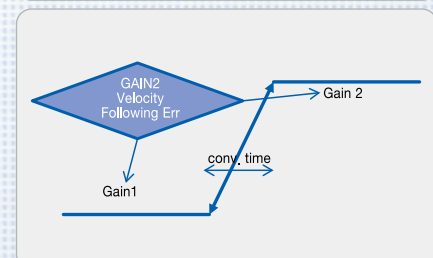 GAIN2
Velocity
Following Err
Gain 2
conv. time
Gain1